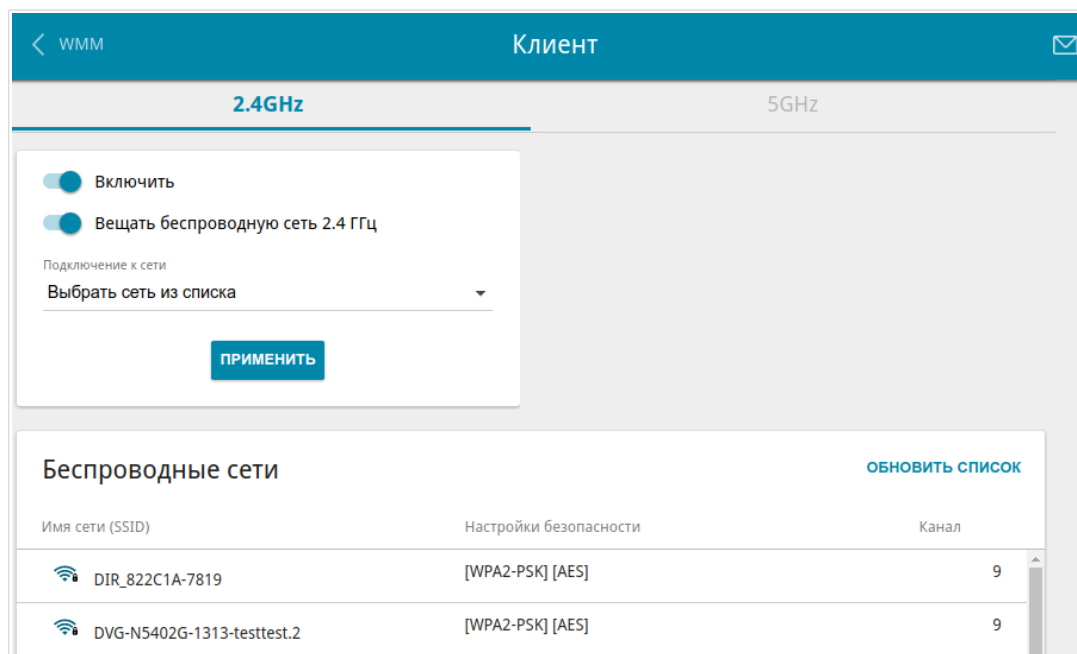 WMM
Клиент
2.4GHz
5GHz
Включить
Вещать беспроводную сеть 2.4 ГГц
Подключение к сети
Выбрать сеть из списка
ПРИМЕНИТЬ
Беспроводные сети
ОБНОВИТЬ СПИСОК
Имя сети (SSID) Настройки безопасности Канал
DIR_822C1A-7819 [WPA2-PSK] [AES] 9
DVG-N5402G-1313-testtest.2 [WPA2-PSK] [AES] 9